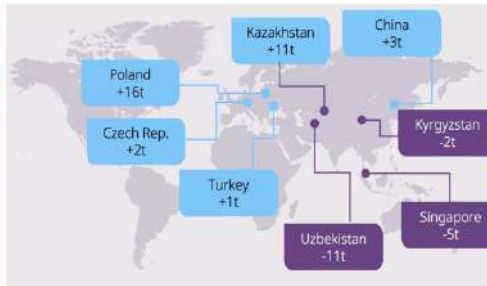 Kazakhstan
+11t
China
+3t
Poland
+16t
Czech Rep.
+2t
Kyrgyzstan
-2t
Turkey
+1t
Singapore
-5t
Uzbekistan
-11t